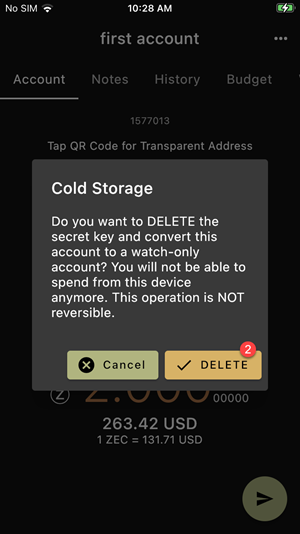 No SIM 10:28 AM
first account
Account Notes History Budget
1577013
Tap QR Code for Transparent Address
Cold Storage
Do you want to DELETE the
secret key and convert this
account to a watch-only
account? You will not be able to
spend from this device
anymore. This operation is NOT
reversible.
Cancel DELETE 2
2.00000000
263.42 USD
1 ZEC = 131.71 USD